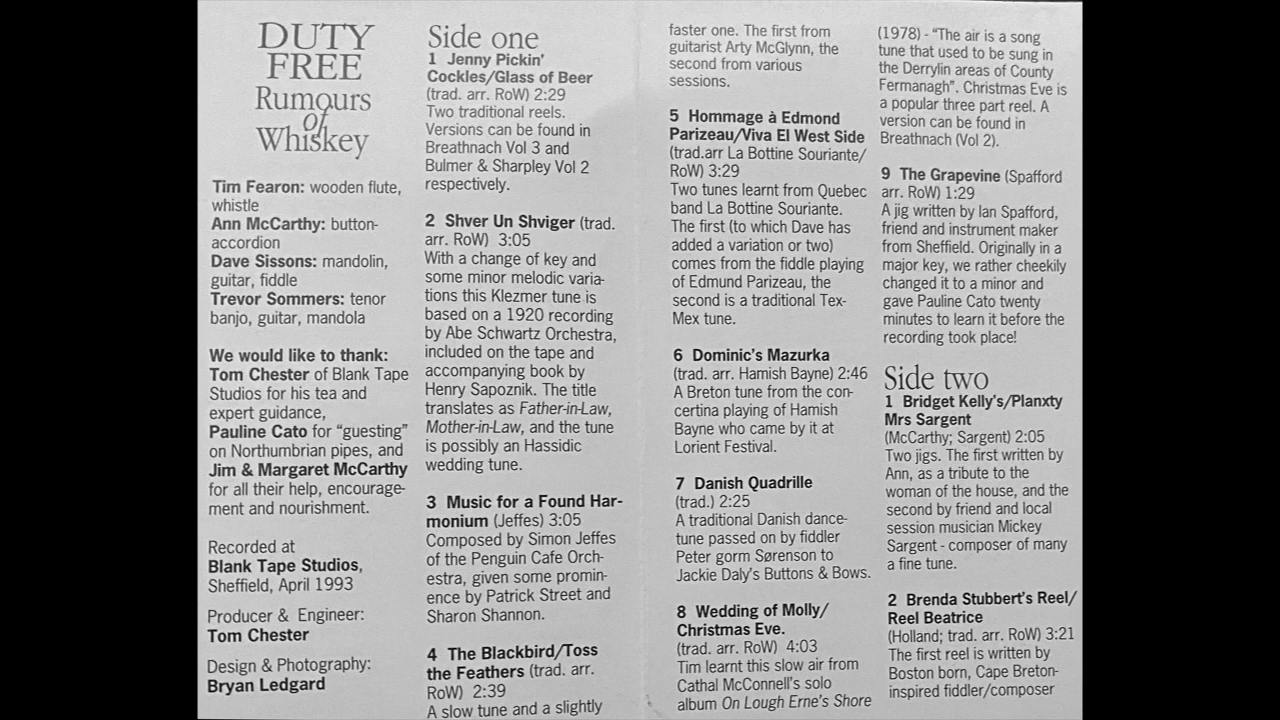 DUTY
FREE
Rumours
of
Whiskey
Tim Fearon: wooden flute,
whistle
Ann McCarthy: button-
accordion
Dave Sissons: mandolin,
guitar, fiddle
Trevor Sommers: tenor
banjo, guitar, mandola
We would like to thank:
Tom Chester of Blank Tape
Studios for his tea and
expert guidance,
Pauline Cato for “guesting”
on Northumbrian pipes, and
Jim & Margaret McCarthy
for all their help, encourage-
ment and nourishment.
Recorded at
Blank Tape Studios,
Sheffield, April 1993
Producer & Engineer:
Tom Chester
Design & Photography:
Bryan Ledgard
Side one
1 Jenny Pickin'
Cockles/Glass of Beer
(trad. arr. RoW) 2:29
Two traditional reels.
Versions can be found in
Breathnach Vol 3 and
Bulmer & Sharpley Vol 2
respectively.
2 Shver Un Shviger (trad.
arr. RoW) 3:05
With a change of key and
some minor melodic varia-
tions this Klezmer tune is
based on a 1920 recording
by Abe Schwartz Orchestra,
included on the tape and
accompanying book by
Henry Sapoznik. The title
translates as Father-in-Law,
Mother-in-Law, and the tune
is possibly an Hassidic
wedding tune.
3 Music for a Found Har-
monium (Jeffes) 3:05
Composed by Simon Jeffes
of the Penguin Cafe Orch-
estra, given some promin-
ence by Patrick Street and
Sharon Shannon.
4 The Blackbird/Toss
the Feathers (trad. arr.
RoW) 2:39
A slow tune and a slightly
faster one. The first from
guitarist Arty McGlynn, the
second from various
sessions.
5 Hommage à Edmond
Parizeau/Viva El West Side
(trad.arr La Bottine Souriante/
RoW) 3:29
Two tunes learnt from Quebec
band La Bottine Souriante.
The first (to which Dave has
added a variation or two)
comes from the fiddle playing
of Edmund Parizeau, the
second is a traditional Tex-
Mex tune.
6 Dominic's Mazurka
(trad. arr. Hamish Bayne) 2:46
A Breton tune from the con-
certina playing of Hamish
Bayne who came by it at
Lorient Festival.
7 Danish Quadrille
(trad.) 2:25
A traditional Danish dance-
tune passed on by fiddler
Peter gorm Sørenson to
Jackie Daly's Buttons & Bows.
8 Wedding of Molly/
Christmas Eve.
(trad. arr. RoW) 4:03
Tim learnt this slow air from
Cathal McConnell's solo
album On Lough Erne's Shore
(1978) - "The air is a song
tune that used to be sung in
the Derrylin areas of County
Fermanagh". Christmas Eve is
a popular three part reel. A
version can be found in
Breathnach (Vol 2).
9 The Grapevine (Spafford
arr. RoW) 1:29
A jig written by Ian Spafford,
friend and instrument maker
from Sheffield. Originally in a
major key, we rather cheekily
changed it to a minor and
gave Pauline Cato twenty
minutes to learn it before the
recording took place!
Side two
1 Bridget Kelly's/Planxty
Mrs Sargent
(McCarthy; Sargent) 2:05
Two jigs. The first written by
Ann, as a tribute to the
woman of the house, and the
second by friend and local
session musician Mickey
Sargent - composer of many
a fine tune.
2 Brenda Stubbert's Reel/
Reel Beatrice
(Holland; trad. arr. RoW) 3:21
The first reel is written by
Boston born, Cape Breton-
inspired fiddler/composer